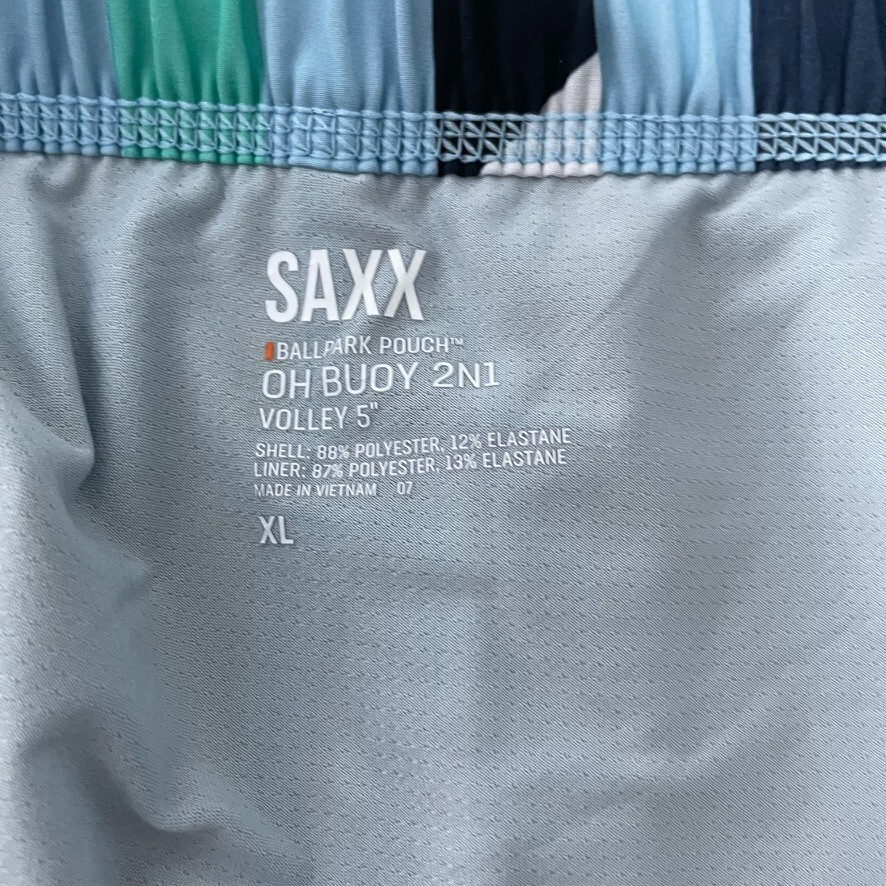 SAXX
BALLPARK POUCH™
OH BUOY 2N1
VOLLEY 5"
SHELL: 88% POLYESTER, 12% ELASTANE
LINER: 87% POLYESTER, 13% ELASTANE
MADE IN VIETNAM 07
XL